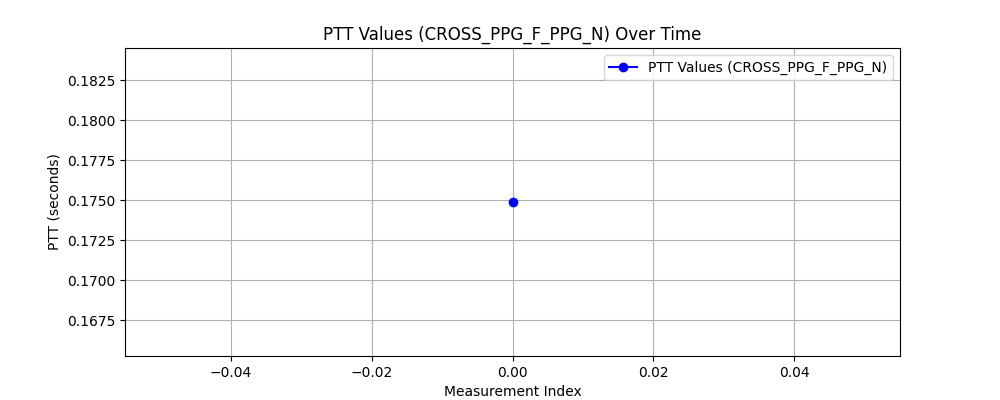 PTT Values (CROSS_PPG_F_PPG_N) Over Time
PTT Values (CROSS_PPG_F_PPG_N)
0.1825
0.1800
0.1775
0.1750
0.1725
0.1700
0.1675
PTT (seconds)
−0.04 −0.02 0.00 0.02 0.04
Measurement Index